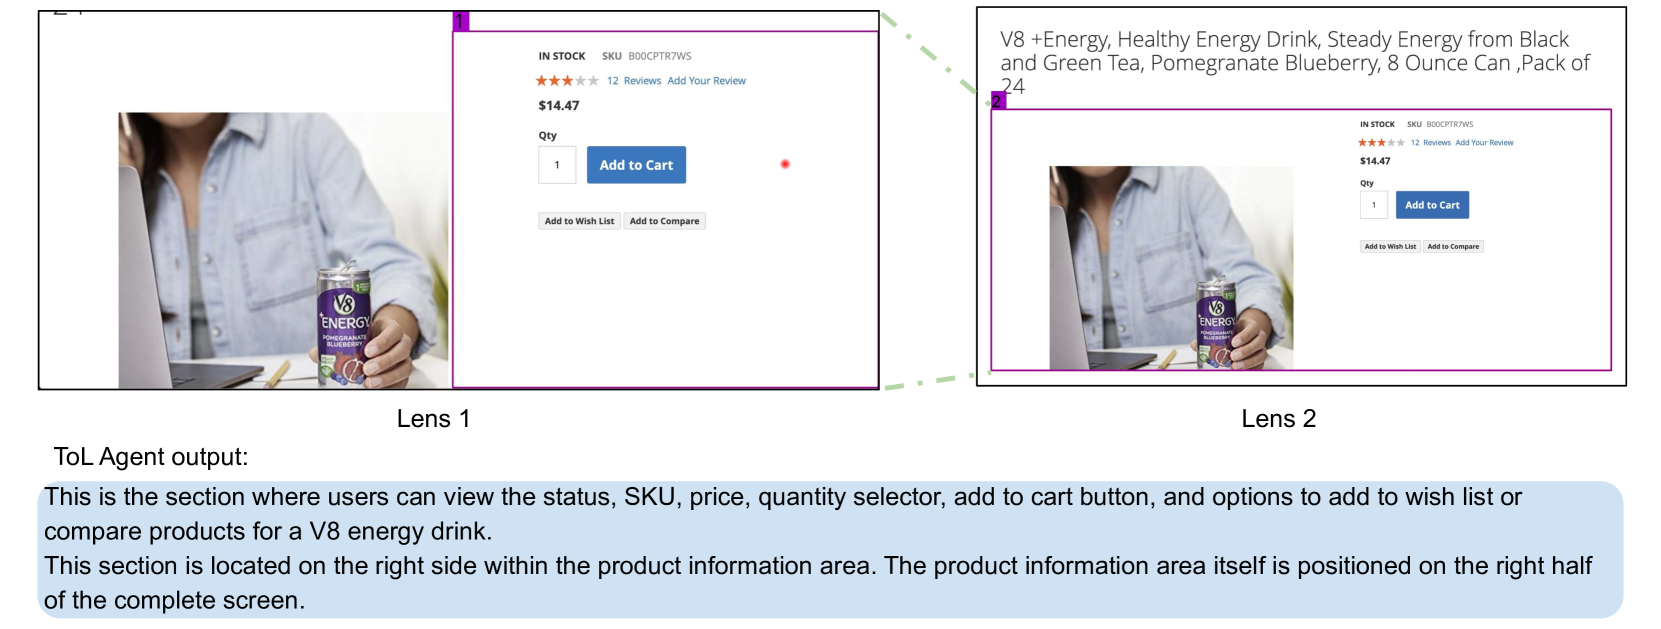 1
IN STOCK SKU B00CPTR7WS
12 Reviews Add Your Review
$14.47
Qty
1 Add to Cart
Add to Wish List Add to Compare
V8
+ENERGY
POMEGRANATE
BLUEBERRY
Lens 1
V8 +Energy, Healthy Energy Drink, Steady Energy from Black
and Green Tea, Pomegranate Blueberry, 8 Ounce Can ,Pack of
24
2
IN STOCK SKU B00CPTR7WS
12 Reviews Add Your Review
$14.47
Qty
1 Add to Cart
Add to Wish List Add to Compare
V8
+ENERGY
POMEGRANATE
BLUEBERRY
Lens 2
ToL Agent output:
This is the section where users can view the status, SKU, price, quantity selector, add to cart button, and options to add to wish list or
compare products for a V8 energy drink.
This section is located on the right side within the product information area. The product information area itself is positioned on the right half
of the complete screen.